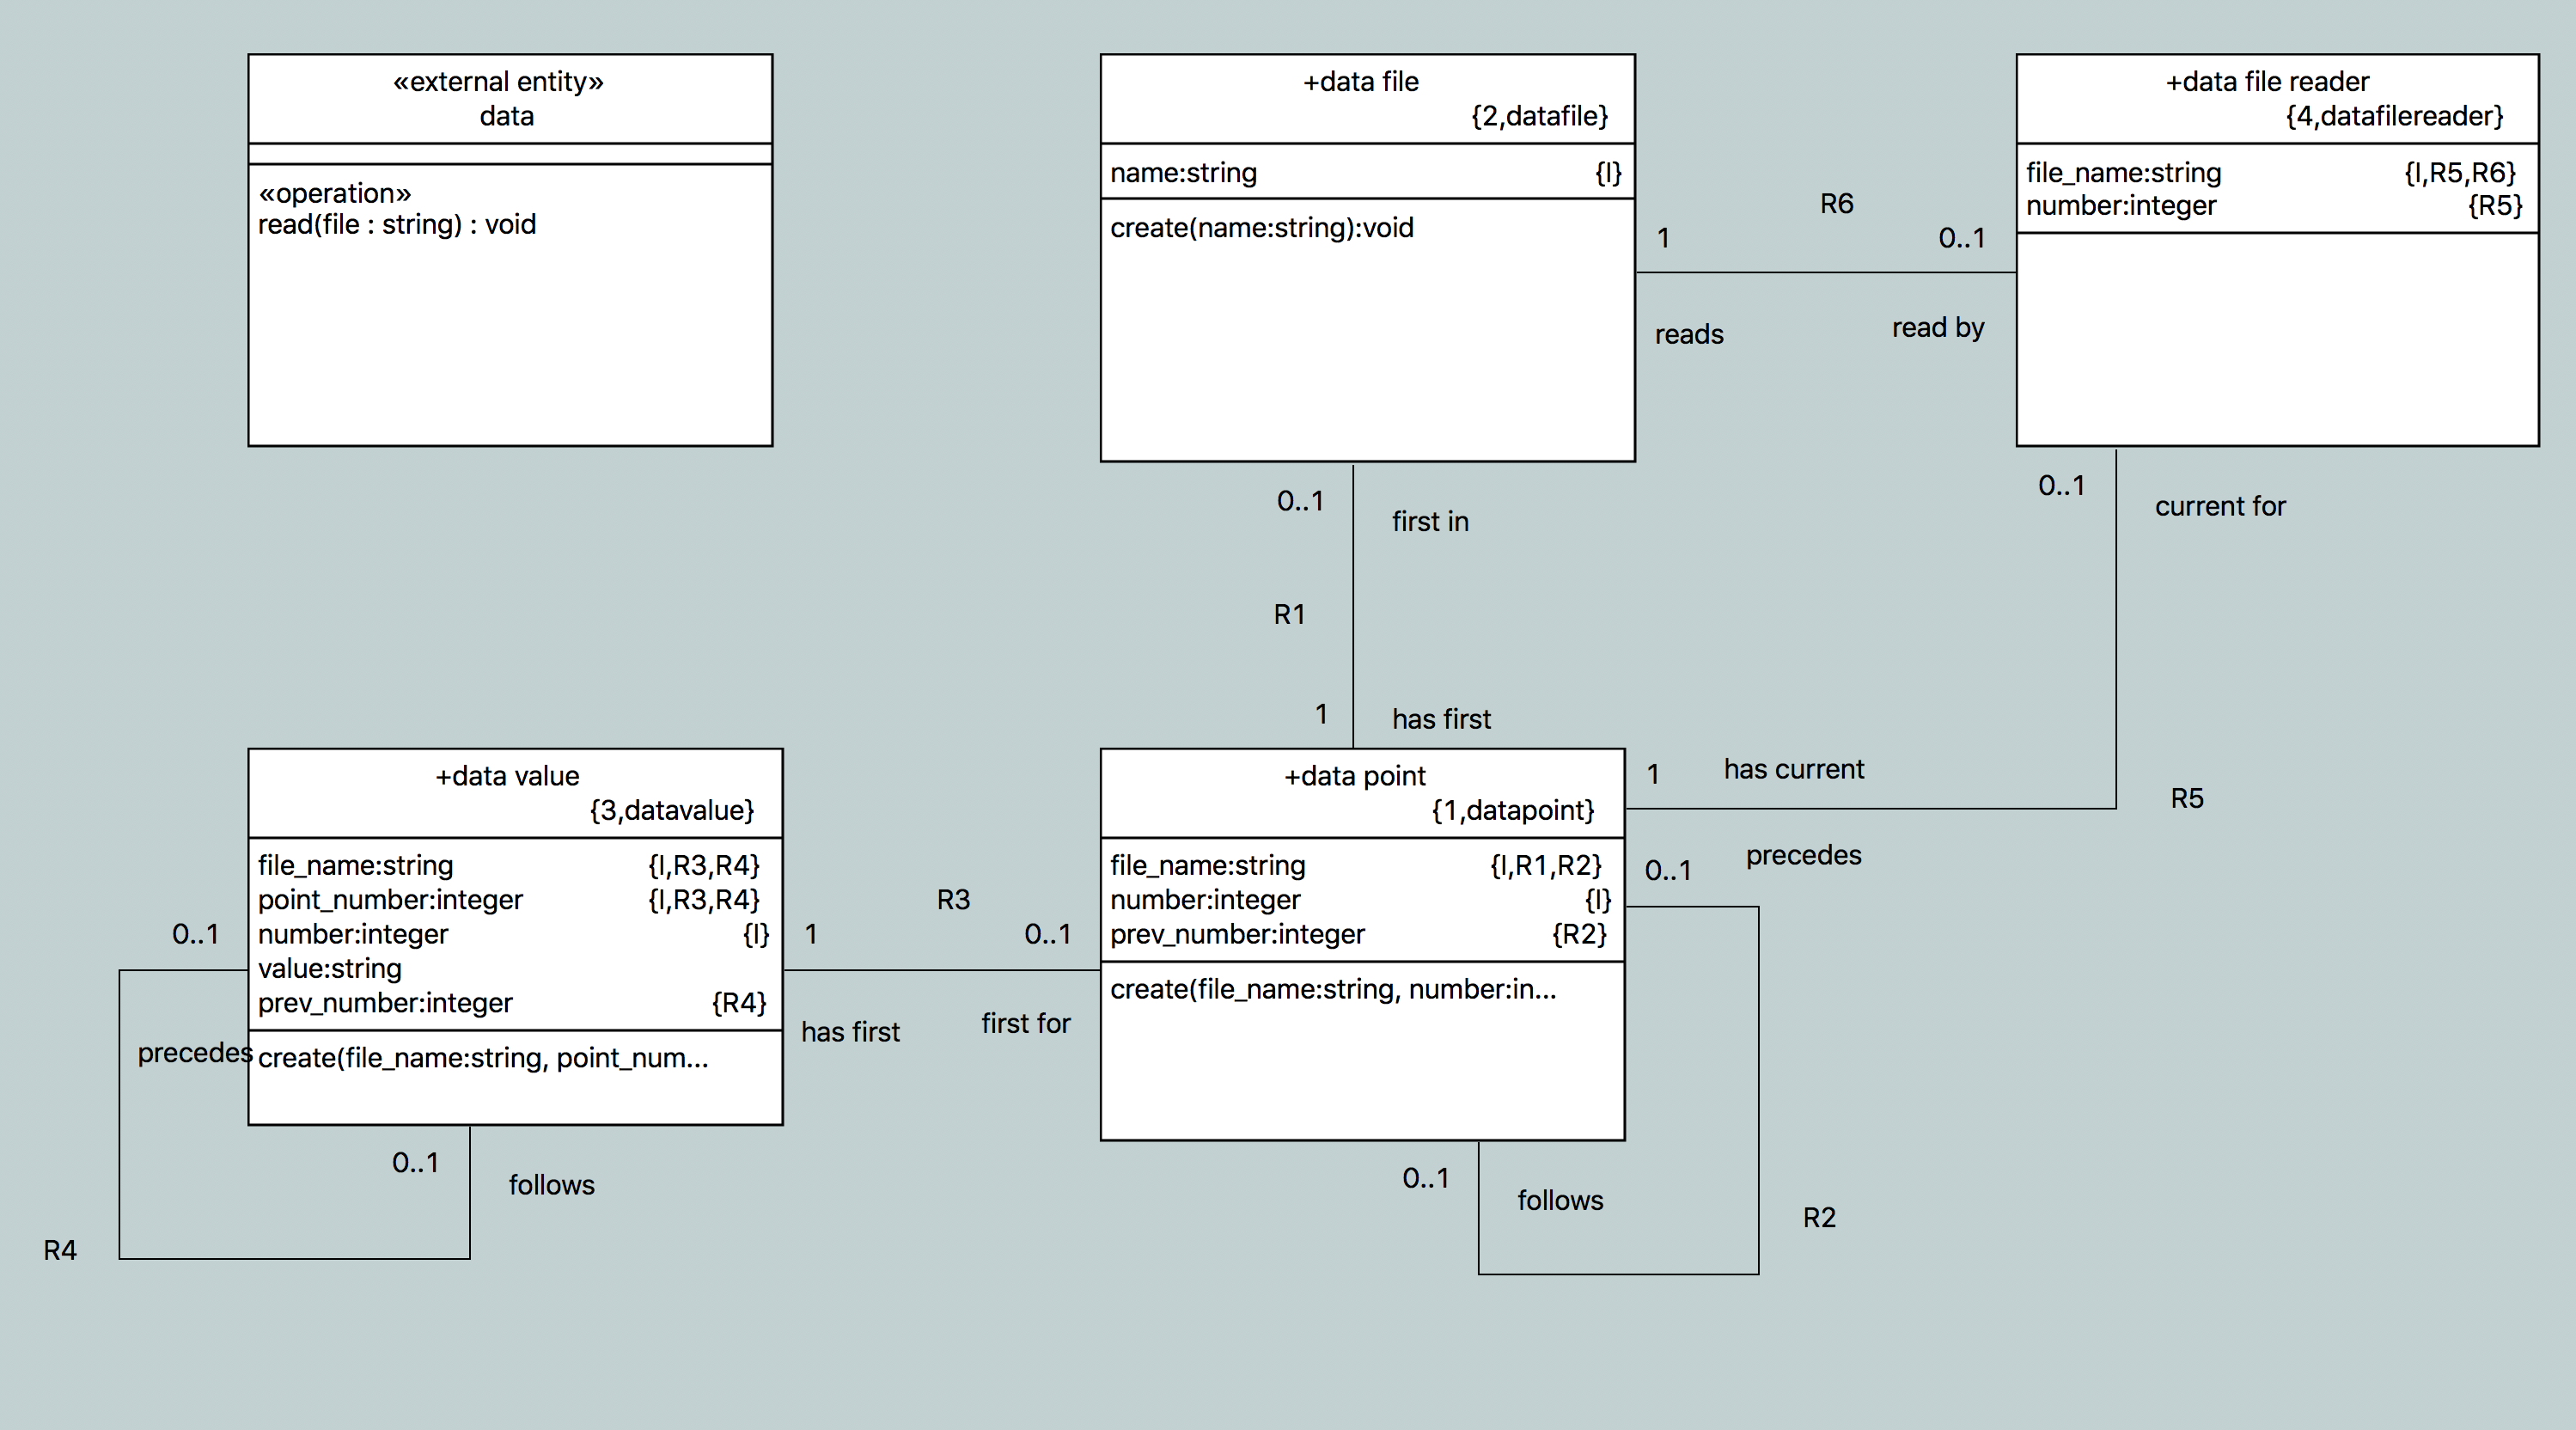 «external entity»
data
«operation»
read(file : string) : void
+data file
{2,datafile}
name:string {I}
create(name:string):void
R6
1
0..1
reads
read by
+data file reader
{4,datafilereader}
file_name:string {I,R5,R6}
number:integer {R5}
0..1
first in
R1
1
has first
0..1
current for
+data value
{3,datavalue}
file_name:string {I,R3,R4}
point_number:integer {I,R3,R4}
number:integer {I}
value:string
prev_number:integer {R4}
create(file_name:string, point_num...
0..1
precedes
0..1
follows
R4
R3
1
0..1
has first
first for
+data point
{1,datapoint}
file_name:string {I,R1,R2}
number:integer {I}
prev_number:integer {R2}
create(file_name:string, number:in...
1
has current
R5
0..1
precedes
0..1
follows
R2